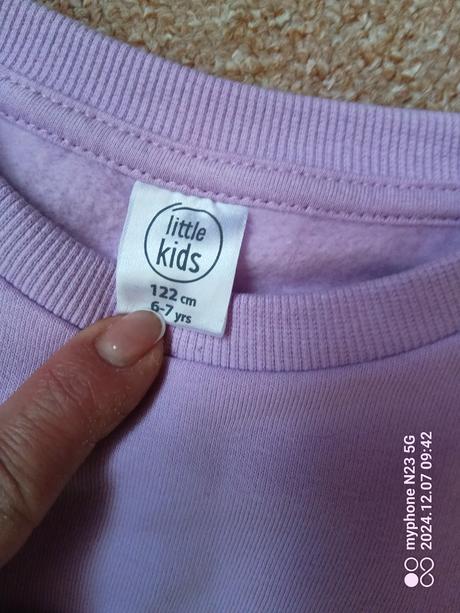 little
kids
122 cm
6-7 yrs
myphone N23 5G
2024.12.07 09:42